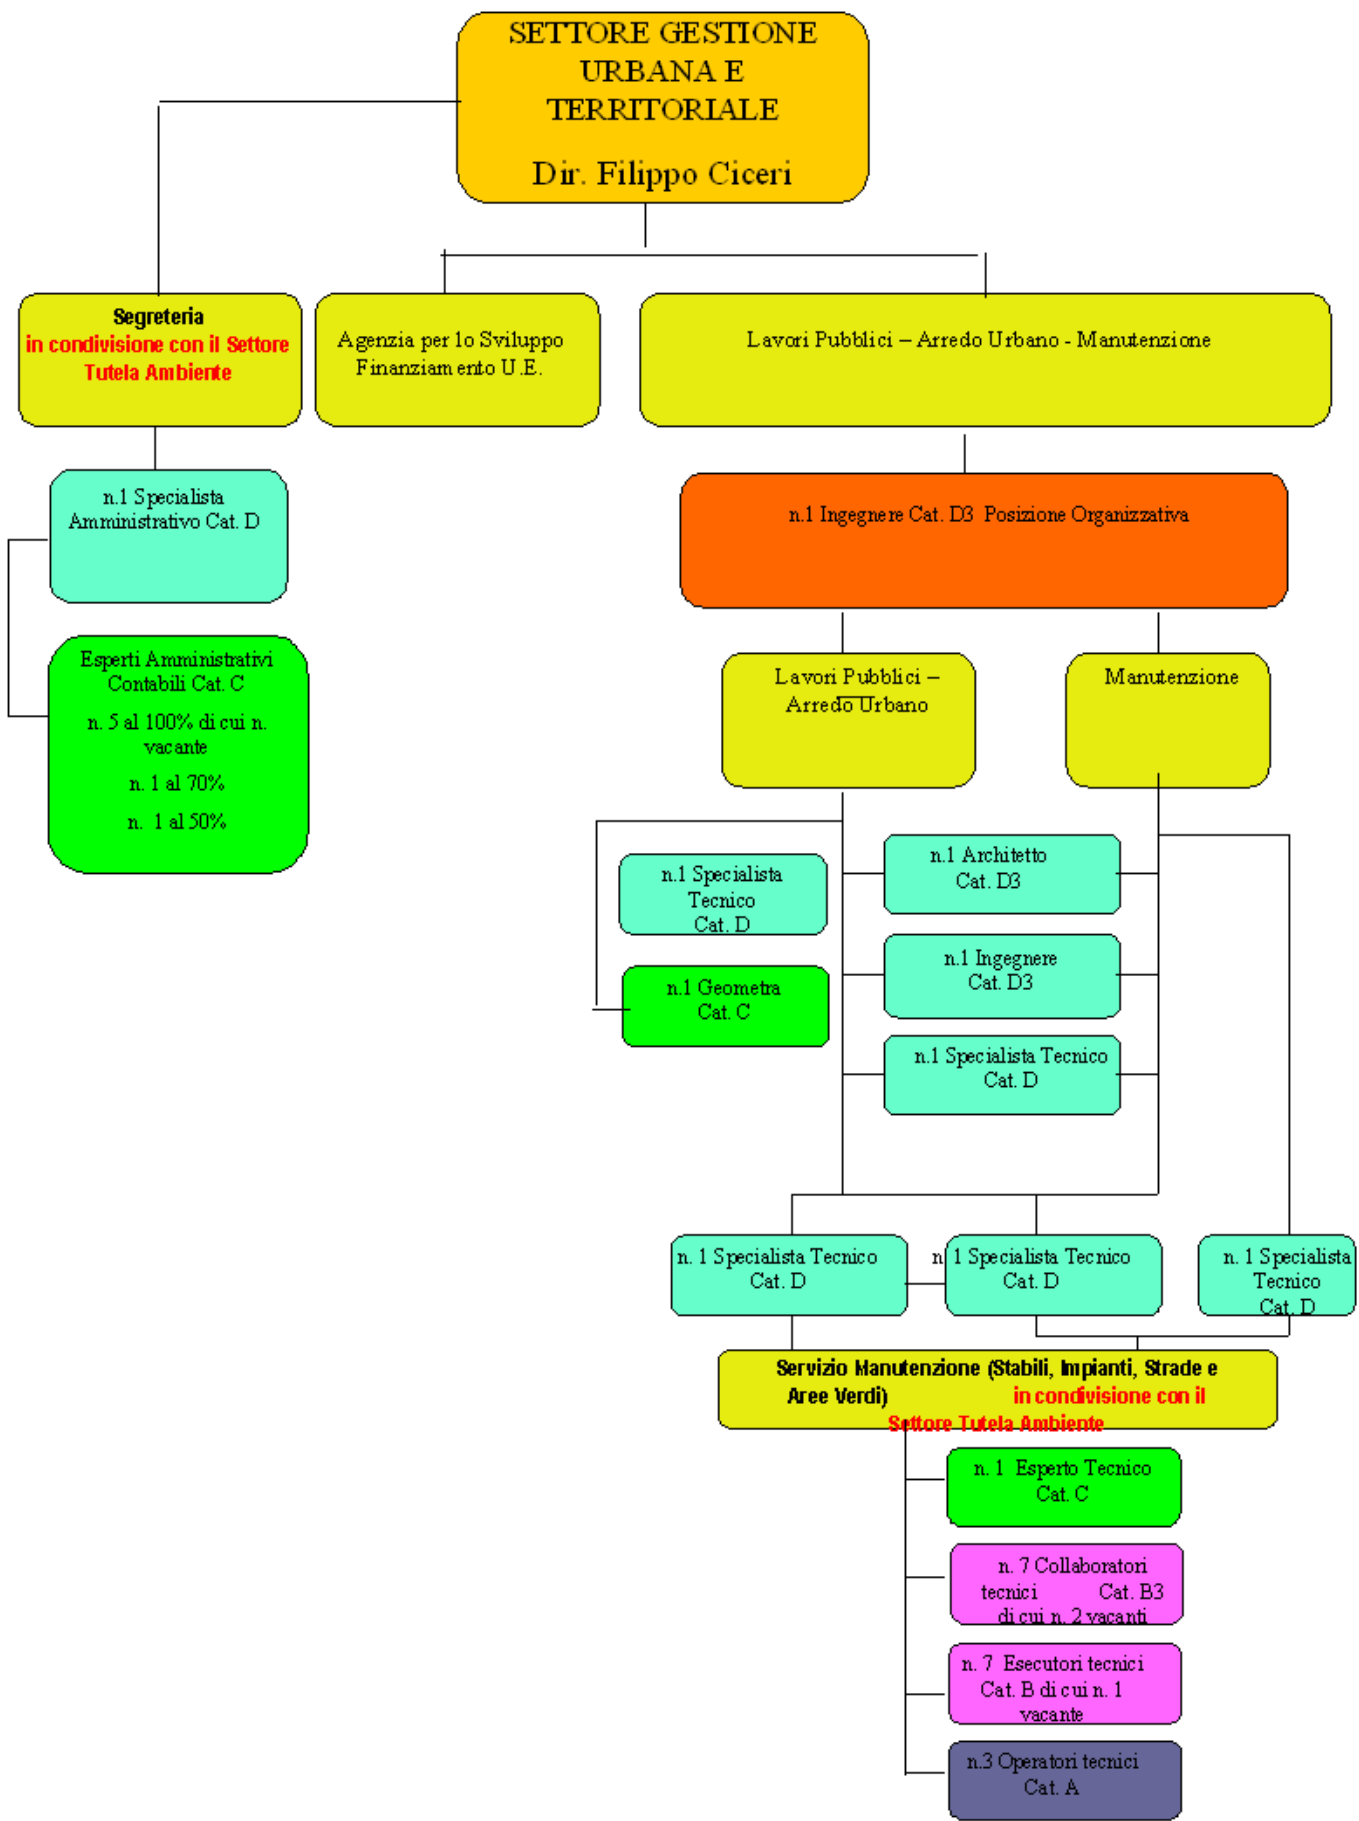 SETTORE GESTIONE
URBANA E
TERRITORIALE
Dir. Filippo Ciceri
Segreteria
in condivisione con il Settore
Tutela Ambiente
Agenzia per lo Sviluppo
Finanziamento U.E.
Lavori Pubblici – Arredo Urbano - Manutenzione
n.1 Specialista
Amministrativo Cat. D
n.1 Ingegnere Cat. D3 Posizione Organizzativa
Esperti Amministrativi
Contabili Cat. C
n. 5 al 100% di cui n.
vacante
n. 1 al 70%
n. 1 al 50%
Lavori Pubblici –
Arredo Urbano
Manutenzione
n.1 Specialista
Tecnico
Cat. D
n.1 Geometra
Cat. C
n.1 Architetto
Cat. D3
n.1 Ingegnere
Cat. D3
n.1 Specialista Tecnico
Cat. D
n. 1 Specialista Tecnico
Cat. D
n. 1 Specialista Tecnico
Cat. D
n. 1 Specialista
Tecnico
Cat. D
Servizio Manutenzione (Stabili, Impianti, Strade e
Aree Verdi) in condivisione con il
Settore Tutela Ambiente
n. 1 Esperto Tecnico
Cat. C
n. 7 Collaboratori
tecnici Cat. B3
di cui n. 2 vacanti
n. 7 Esecutori tecnici
Cat. B di cui n. 1
vacante
n.3 Operatori tecnici
Cat. A